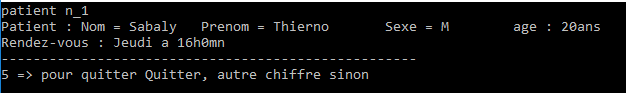 patient n_1
Patient : Nom = Sabaly Prenom = Thierno Sexe = M age : 20ans
Rendez-vous : Jeudi a 16h0mn
----------------------------------------------------
5 => pour quitter Quitter, autre chiffre sinon